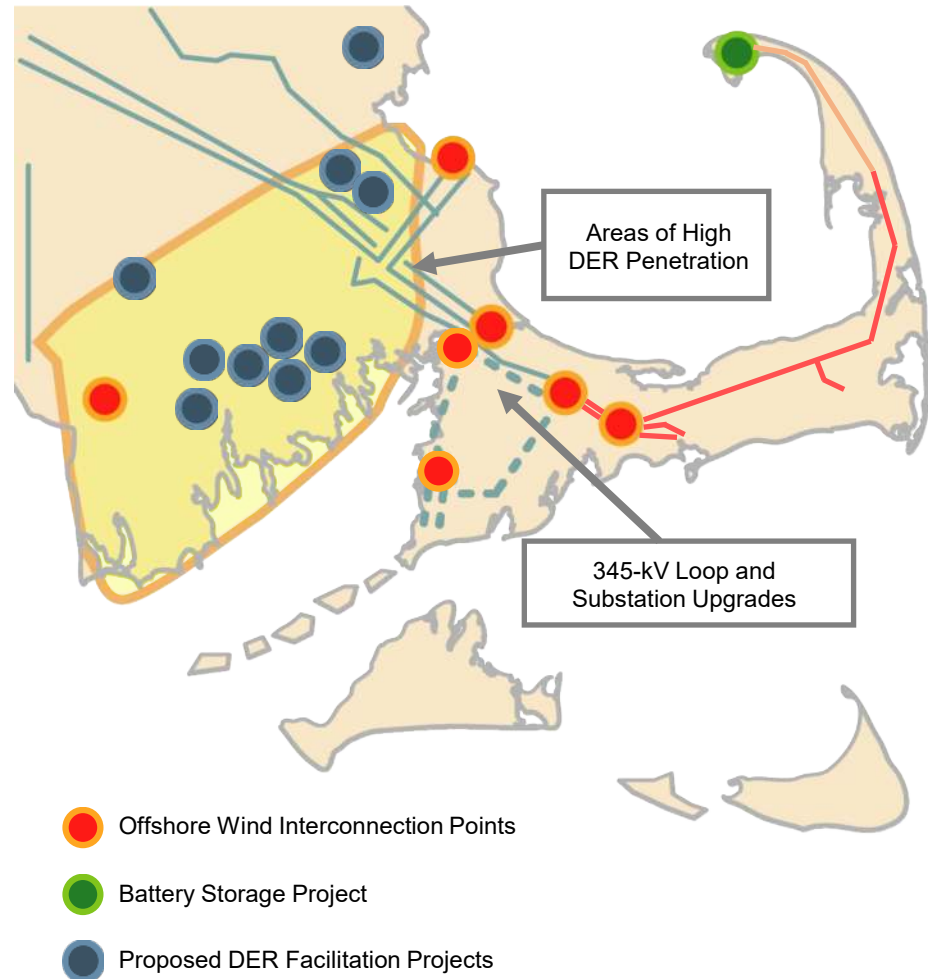 Areas of High
DER Penetration
345-kV Loop and
Substation Upgrades
Offshore Wind Interconnection Points
Battery Storage Project
Proposed DER Facilitation Projects